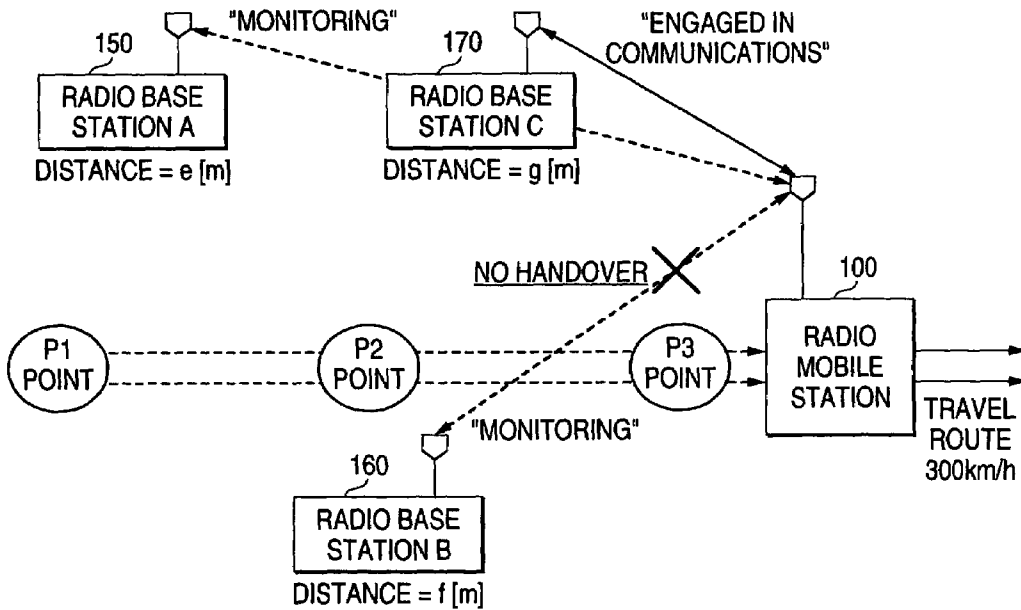 "MONITORING"
150
RADIO BASE
STATION A
DISTANCE = e [m]
170
RADIO BASE
STATION C
DISTANCE = g [m]
"ENGAGED IN
COMMUNICATIONS"
NO HANDOVER
100
RADIO
MOBILE
STATION
P1
POINT
P2
POINT
P3
POINT
TRAVEL
ROUTE
300km/h
"MONITORING"
160
RADIO BASE
STATION B
DISTANCE = f [m]